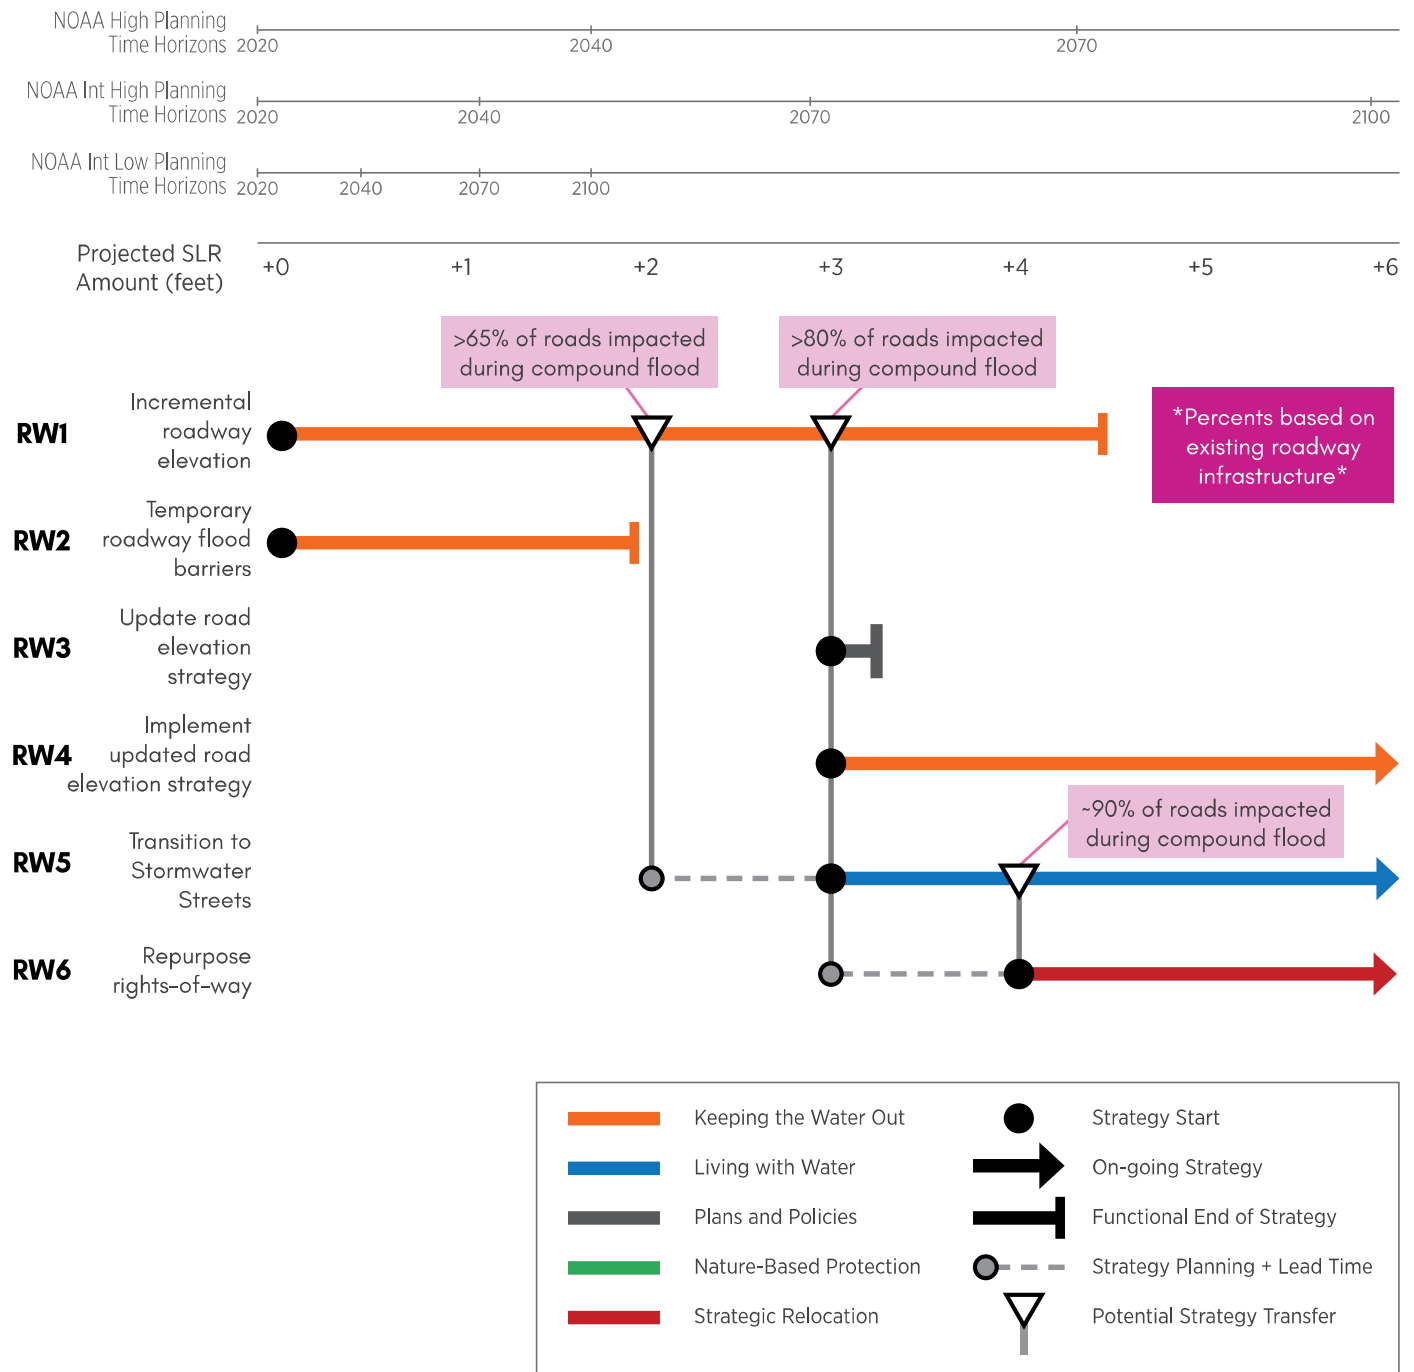 NOAA High Planning
Time Horizons
2020 2040 2070
NOAA Int High Planning
Time Horizons
2020 2040 2070 2100
NOAA Int Low Planning
Time Horizons
2020 2040 2070 2100
Projected SLR
Amount (feet)
+0 +1 +2 +3 +4 +5 +6
>65% of roads impacted
during compound flood
>80% of roads impacted
during compound flood
*Percents based on
existing roadway
infrastructure*
RW1
Incremental
roadway
elevation
RW2
Temporary
roadway flood
barriers
RW3
Update road
elevation
strategy
RW4
Implement
updated road
elevation strategy
~90% of roads impacted
during compound flood
RW5
Transition to
Stormwater
Streets
RW6
Repurpose
rights-of-way
Keeping the Water Out
Living with Water
Plans and Policies
Nature-Based Protection
Strategic Relocation
Strategy Start
On-going Strategy
Functional End of Strategy
Strategy Planning + Lead Time
Potential Strategy Transfer